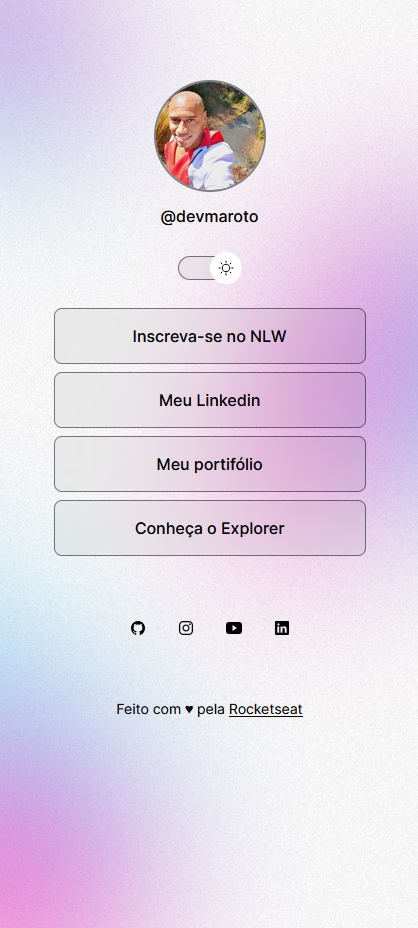 @devmaroto
Inscreva-se no NLW
Meu Linkedin
Meu portifólio
Conheça o Explorer
Feito com ♥ pela Rocketseat